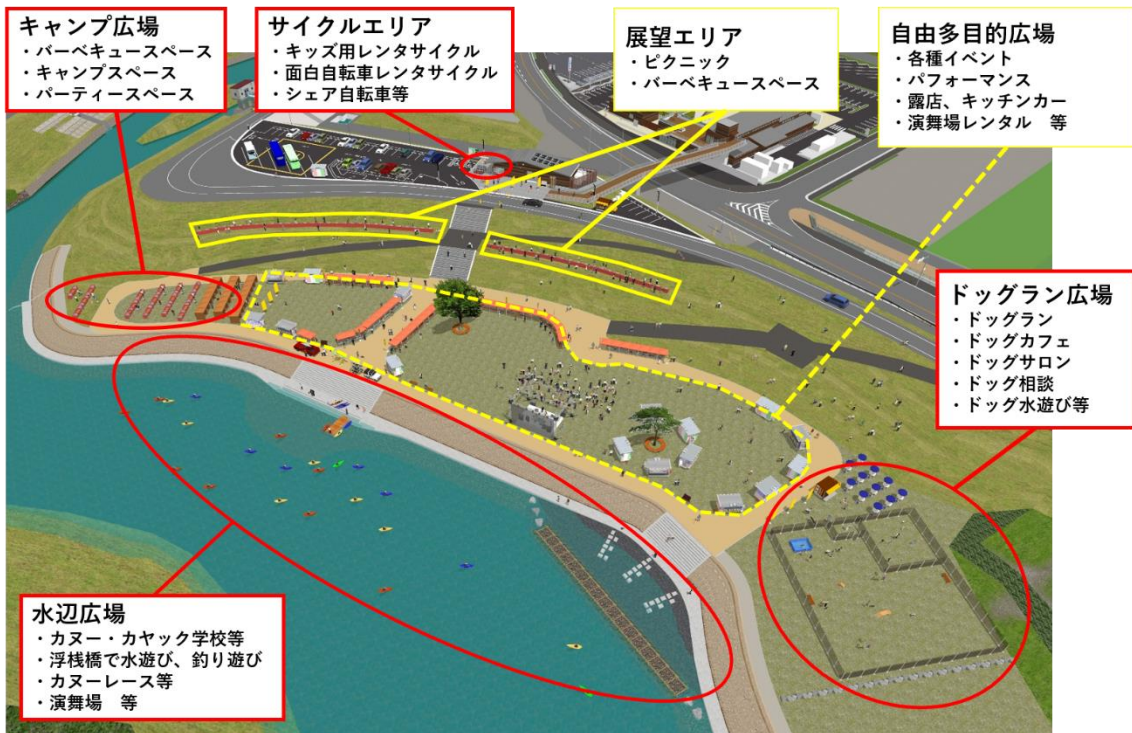 キャンプ広場
・バーベキュースペース
・キャンプスペース
・パーティースペース
サイクルエリア
・キッズ用レンタサイクル
・面白自転車レンタサイクル
・シェア自転車等
展望エリア
・ピクニック
・バーベキュースペース
自由多目的広場
・各種イベント
・パフォーマンス
・露店、キッチンカー
・演舞場レンタル　等
ドッグラン広場
・ドッグラン
・ドッグカフェ
・ドッグサロン
・ドッグ相談
・ドッグ水遊び等
水辺広場
・カヌー・カヤック学校等
・浮桟橋で水遊び、釣り遊び
・カヌーレース等
・演舞場　等